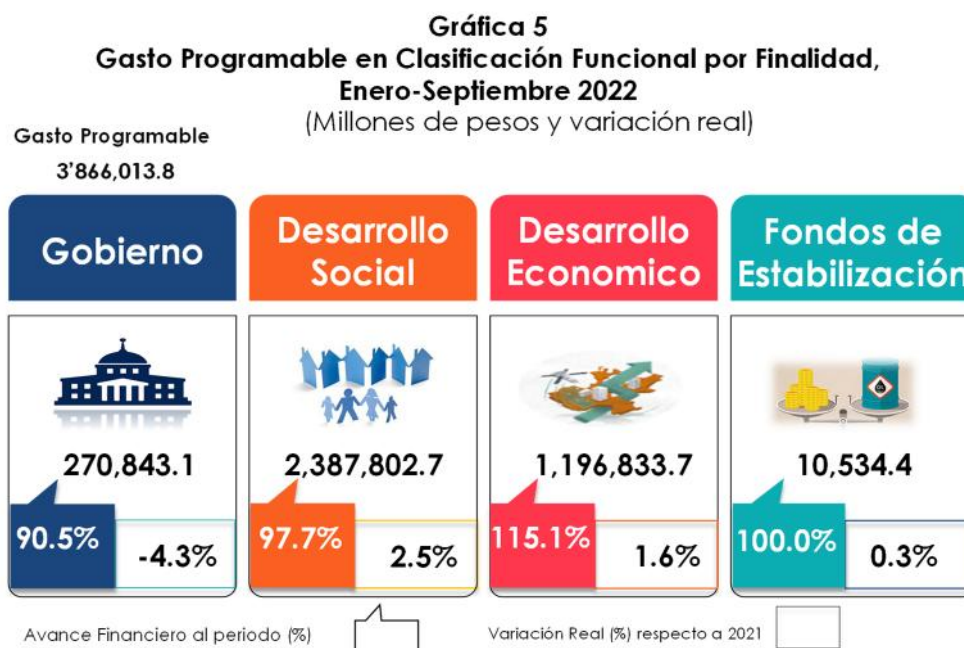 Gráfica 5
Gasto Programable en Clasificación Funcional por Finalidad,
Enero-Septiembre 2022
(Millones de pesos y variación real)
Gasto Programable
3’866,013.8
Gobierno
Desarrollo
Social
Desarrollo
Economico
Fondos de
Estabilización
270,843.1
2,387,802.7
1,196,833.7
10,534.4
90.5%
-4.3%
97.7%
2.5%
115.1%
1.6%
100.0%
0.3%
Avance Financiero al periodo (%)
Variación Real (%) respecto a 2021